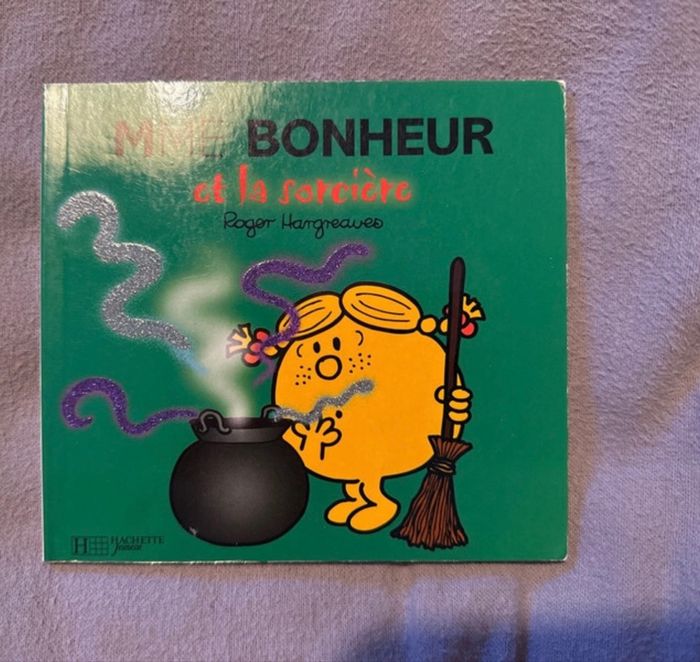 MME BONHEUR
et la sorcière
Roger Hargreaves
H HACHETTE
Jeunesse